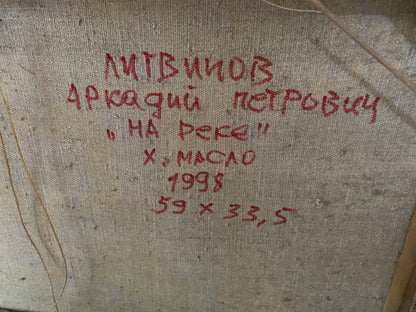 ЛИТВИНОВ
АРКАДИЙ ПЕТРОВИЧ
„НА РЕКЕ"
Х. МАСЛО
1998
59 х 33,5